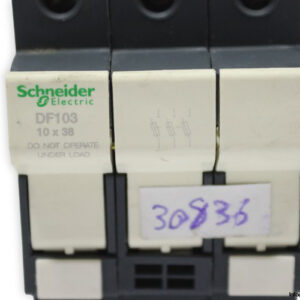 Schneider
Electric
DF103
10 x 38
DO NOT OPERATE
UNDER LOAD
30836